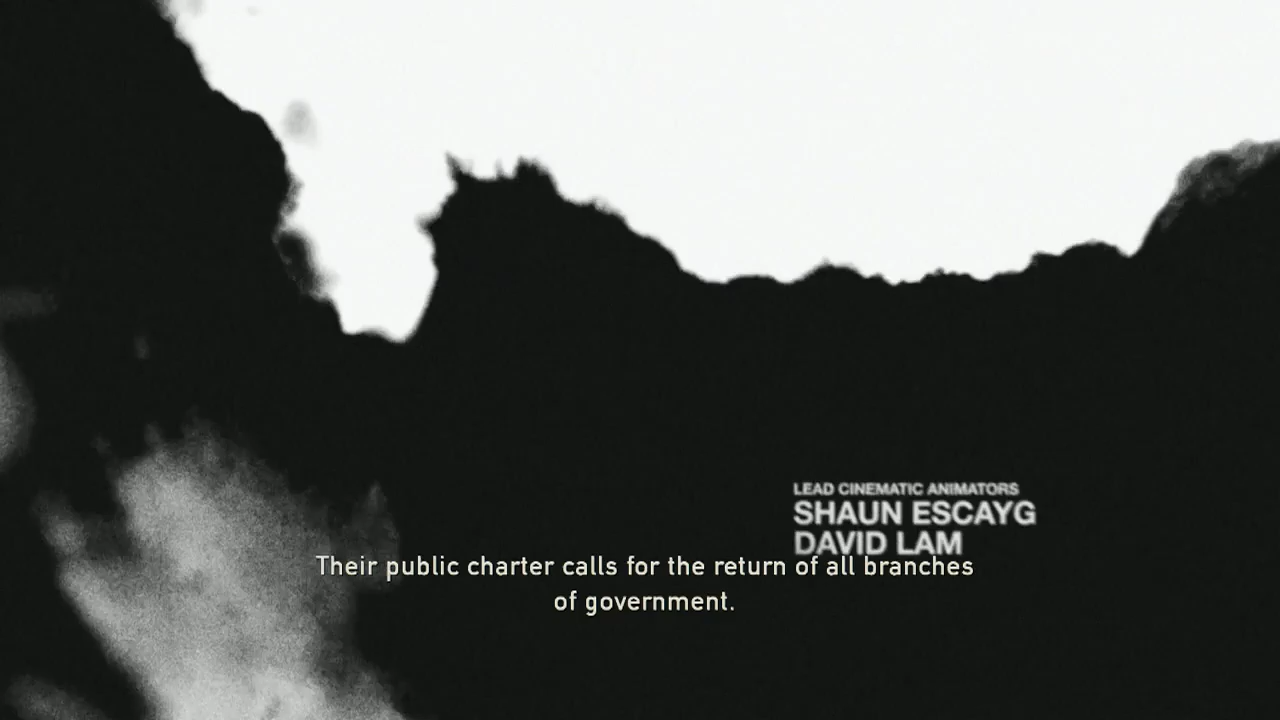 LEAD CINEMATIC ANIMATORS
SHAUN ESCAYG
DAVID LAM
Their public charter calls for the return of all branches
of government.